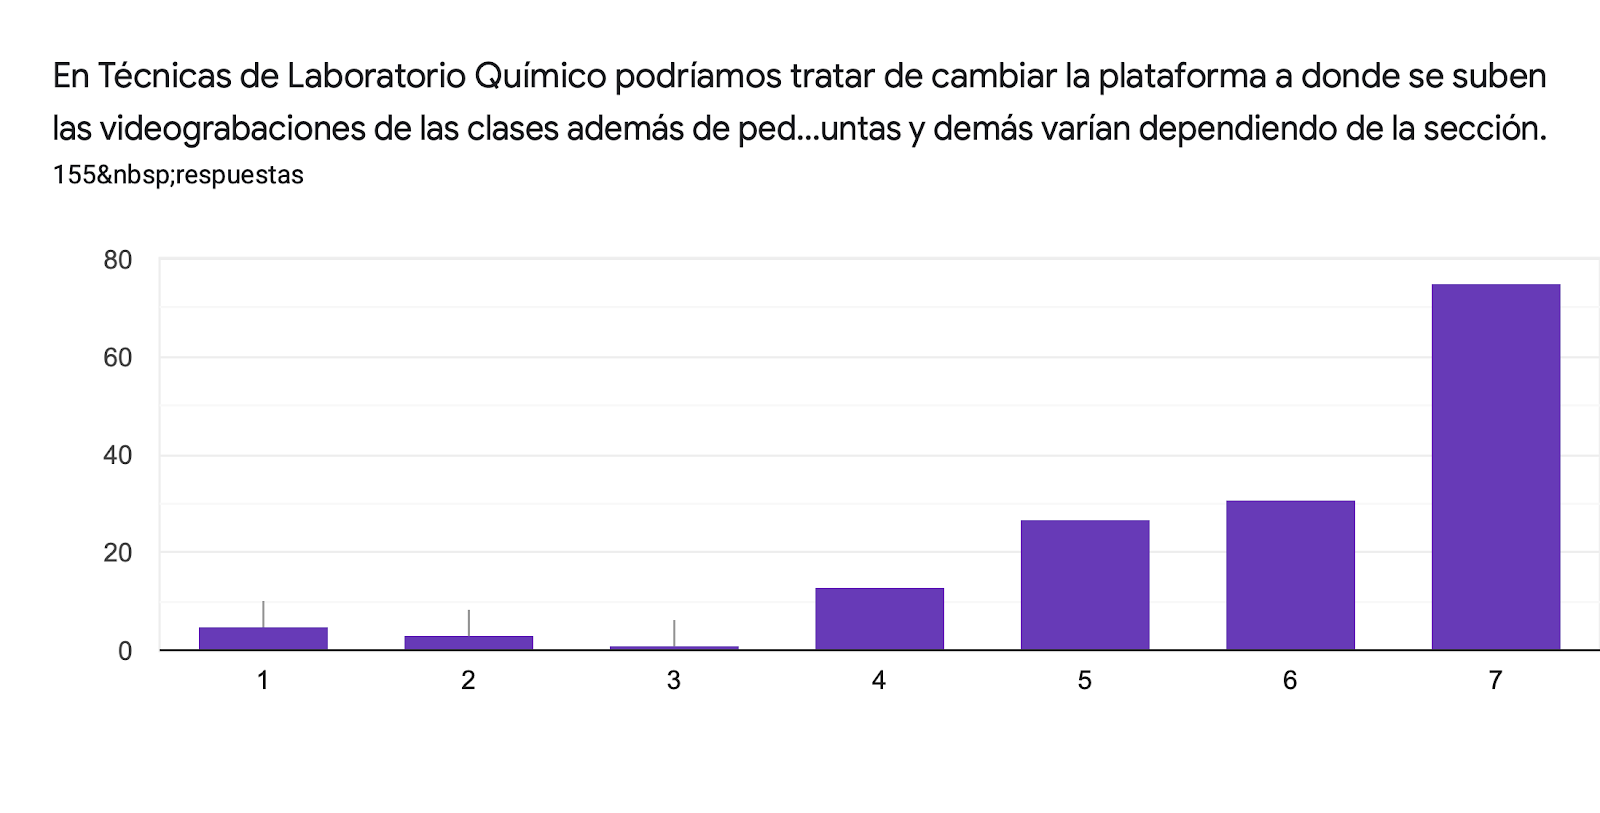 En Técnicas de Laboratorio Químico podríamos tratar de cambiar la plataforma a donde se suben
las videograbaciones de las clases además de ped...untas y demás varían dependiendo de la sección.
155&nbsp;respuestas
80
60
40
20
0
1 2 3 4 5 6 7